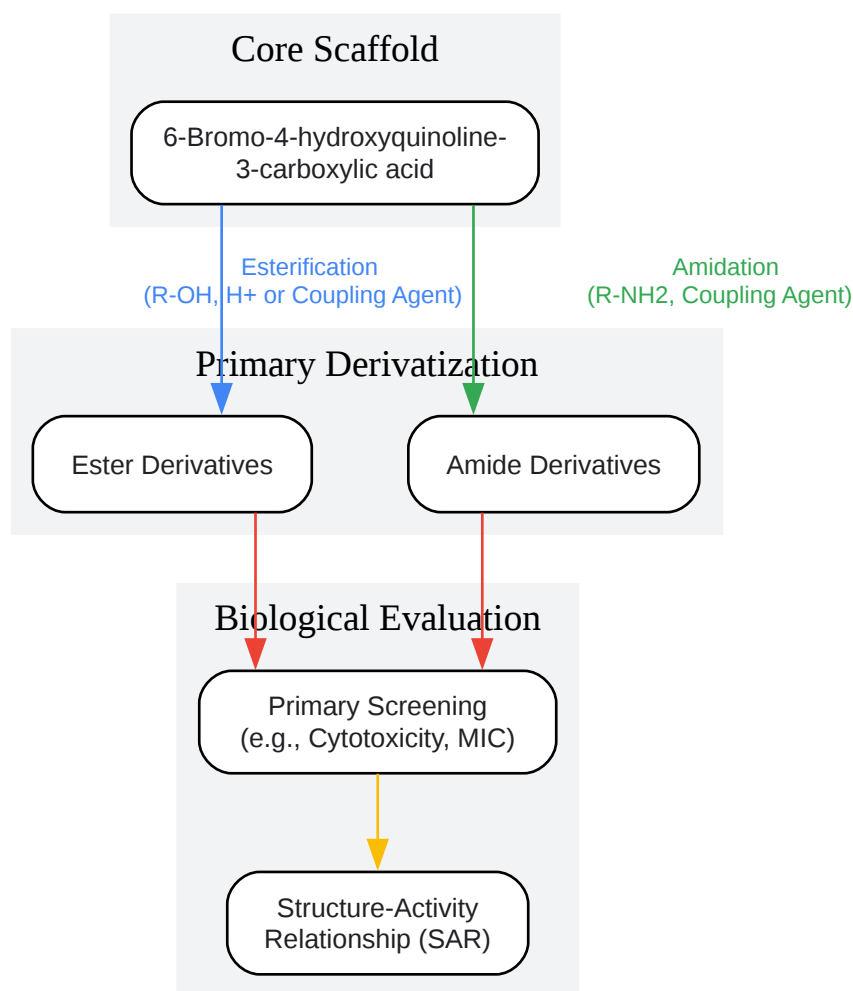 Core Scaffold
6-Bromo-4-hydroxyquinoline-
3-carboxylic acid
Esterification
(R-OH, H+ or Coupling Agent)
Amidation
(R-NH2, Coupling Agent)
Primary Derivatization
Ester Derivatives
Amide Derivatives
Biological Evaluation
Primary Screening
(e.g., Cytotoxicity, MIC)
Structure-Activity
Relationship (SAR)